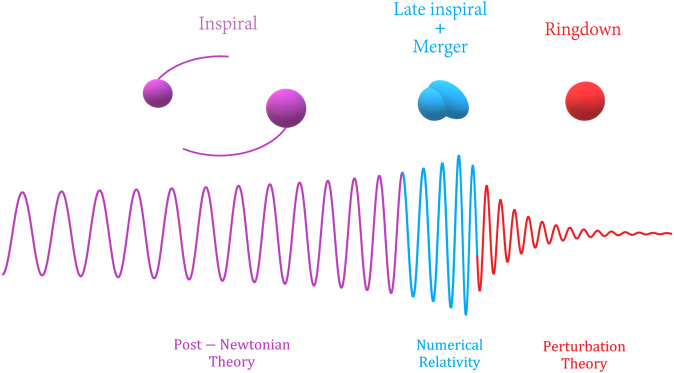 Inspiral
Late inspiral
+
Merger
Ringdown
Post − Newtonian
Theory
Numerical
Relativity
Perturbation
Theory